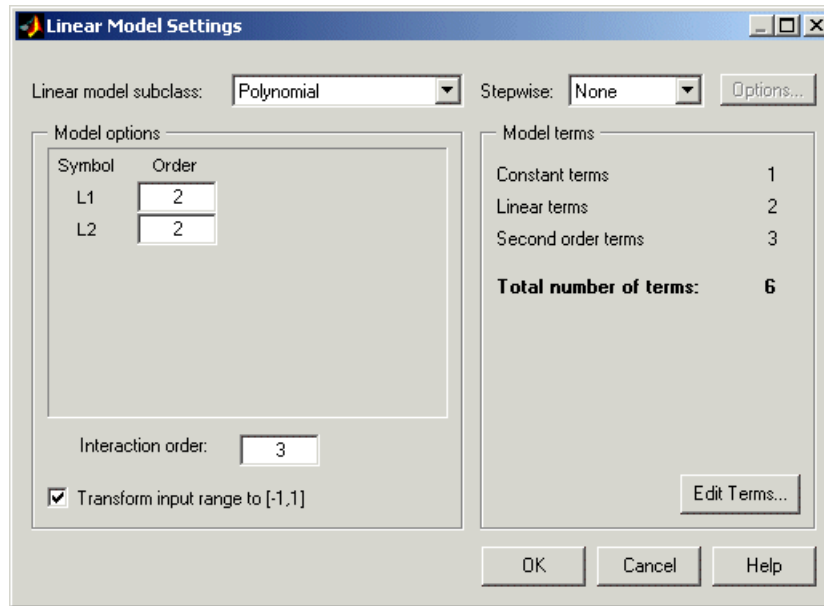 Linear Model Settings
Linear model subclass: Polynomial Stepwise: None Options...
Model options
Symbol Order
L1 2
L2 2
Interaction order: 3
Transform input range to [-1,1]
Model terms
Constant terms 1
Linear terms 2
Second order terms 3
Total number of terms: 6
Edit Terms...
OK Cancel Help